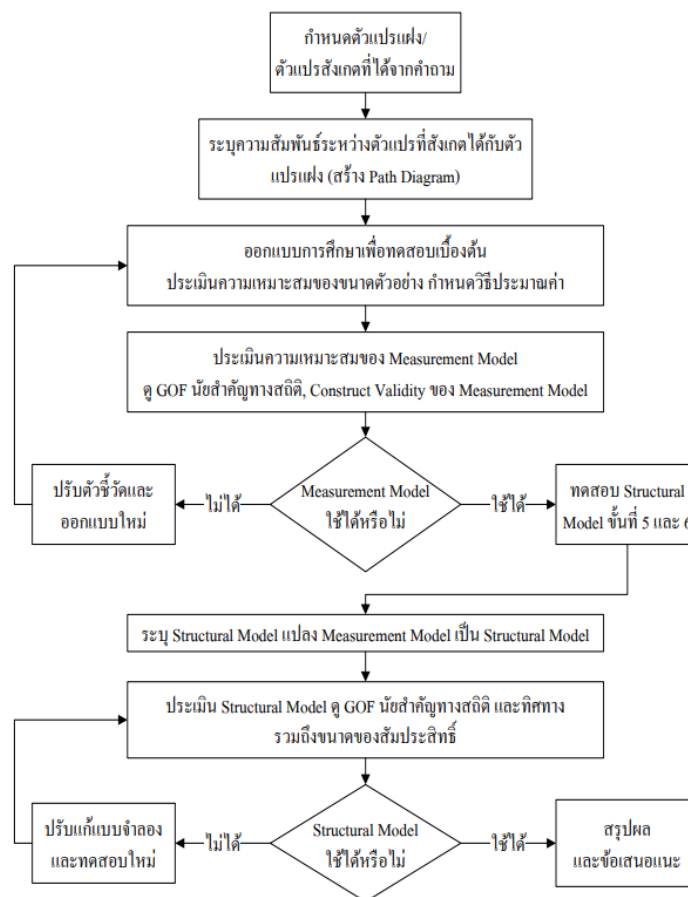 กำหนดตัวแปรแฝง/
ตัวแปรสังเกตที่ได้จากคำถาม
ระบุความสัมพันธ์ระหว่างตัวแปรที่สังเกตได้กับตัว
แปรแฝง (สร้าง Path Diagram)
ออกแบบการศึกษาเพื่อทดสอบเบื้องต้น
ประเมินความเหมาะสมของขนาดตัวอย่าง กำหนดวิธีประมาณค่า
ประเมินความเหมาะสมของ Measurement Model
ดู GOF นัยสำคัญทางสถิติ, Construct Validity ของ Measurement Model
ปรับตัวชี้วัดและ
ออกแบบใหม่
ไม่ได้
Measurement Model
ใช้ได้หรือไม่
ใช้ได้
ทดสอบ Structural
Model ขั้นที่ 5 และ 6
ระบุ Structural Model แปลง Measurement Model เป็น Structural Model
ประเมิน Structural Model ดู GOF นัยสำคัญทางสถิติ และทิศทาง
รวมถึงขนาดของสัมประสิทธิ์
ปรับแก้แบบจำลอง
และทดสอบใหม่
ไม่ได้
Structural Model
ใช้ได้หรือไม่
ใช้ได้
สรุปผล
และข้อเสนอแนะ